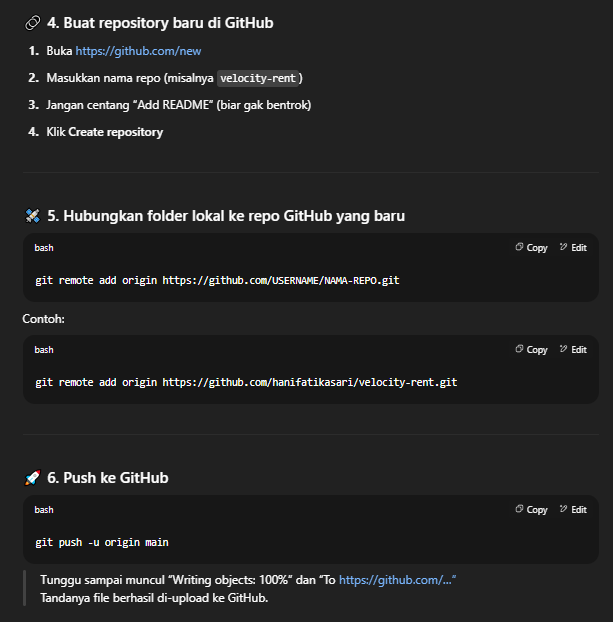 4. Buat repository baru di GitHub
1. Buka https://github.com/new
2. Masukkan nama repo (misalnya velocity-rent)
3. Jangan centang “Add README” (biar gak bentrok)
4. Klik Create repository
5. Hubungkan folder lokal ke repo GitHub yang baru
bash Copy Edit
git remote add origin https://github.com/USERNAME/NAMA-REPO.git
Contoh:
bash Copy Edit
git remote add origin https://github.com/hanifatikasari/velocity-rent.git
6. Push ke GitHub
bash Copy Edit
git push -u origin main
Tunggu sampai muncul “Writing objects: 100%” dan “To https://github.com/...”
Tandanya file berhasil di-upload ke GitHub.